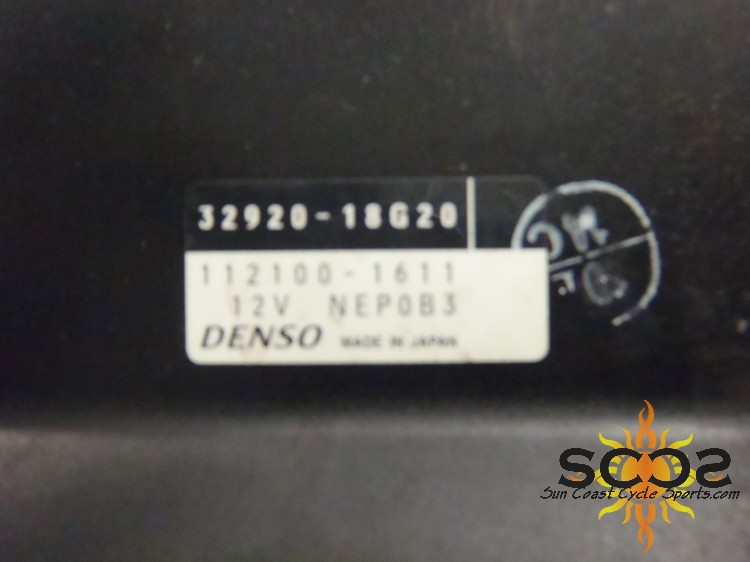 32920-18G20
112100-1611
12V NEP0B3
DENSO MADE IN JAPAN
SCCS
Sun Coast Cycle Sports.com